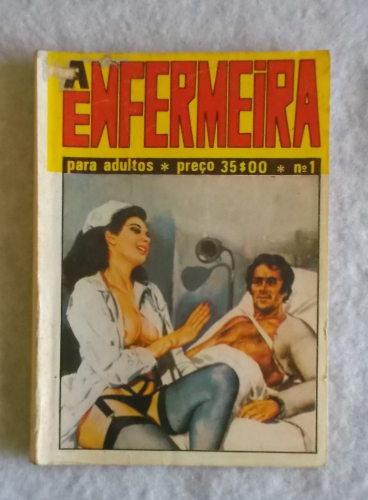 A
ENFERMEIRA
para adultos * preço 35$00 * nº1